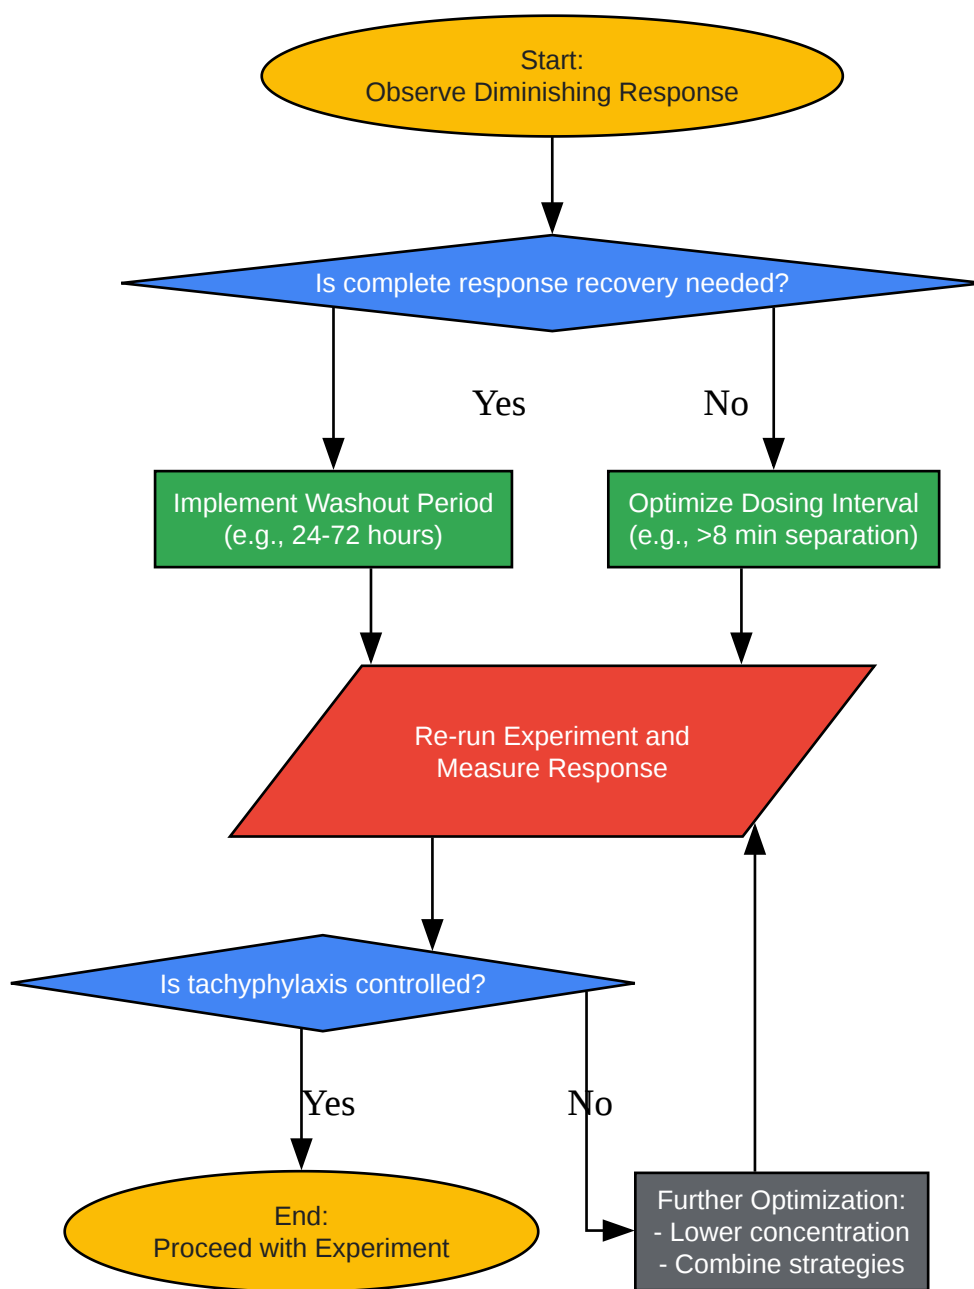 Start:
Observe Diminishing Response
Is complete response recovery needed?
Yes
No
Implement Washout Period
(e.g., 24-72 hours)
Optimize Dosing Interval
(e.g., >8 min separation)
Re-run Experiment and
Measure Response
Is tachyphylaxis controlled?
Yes
No
End:
Proceed with Experiment
Further Optimization:
- Lower concentration
- Combine strategies